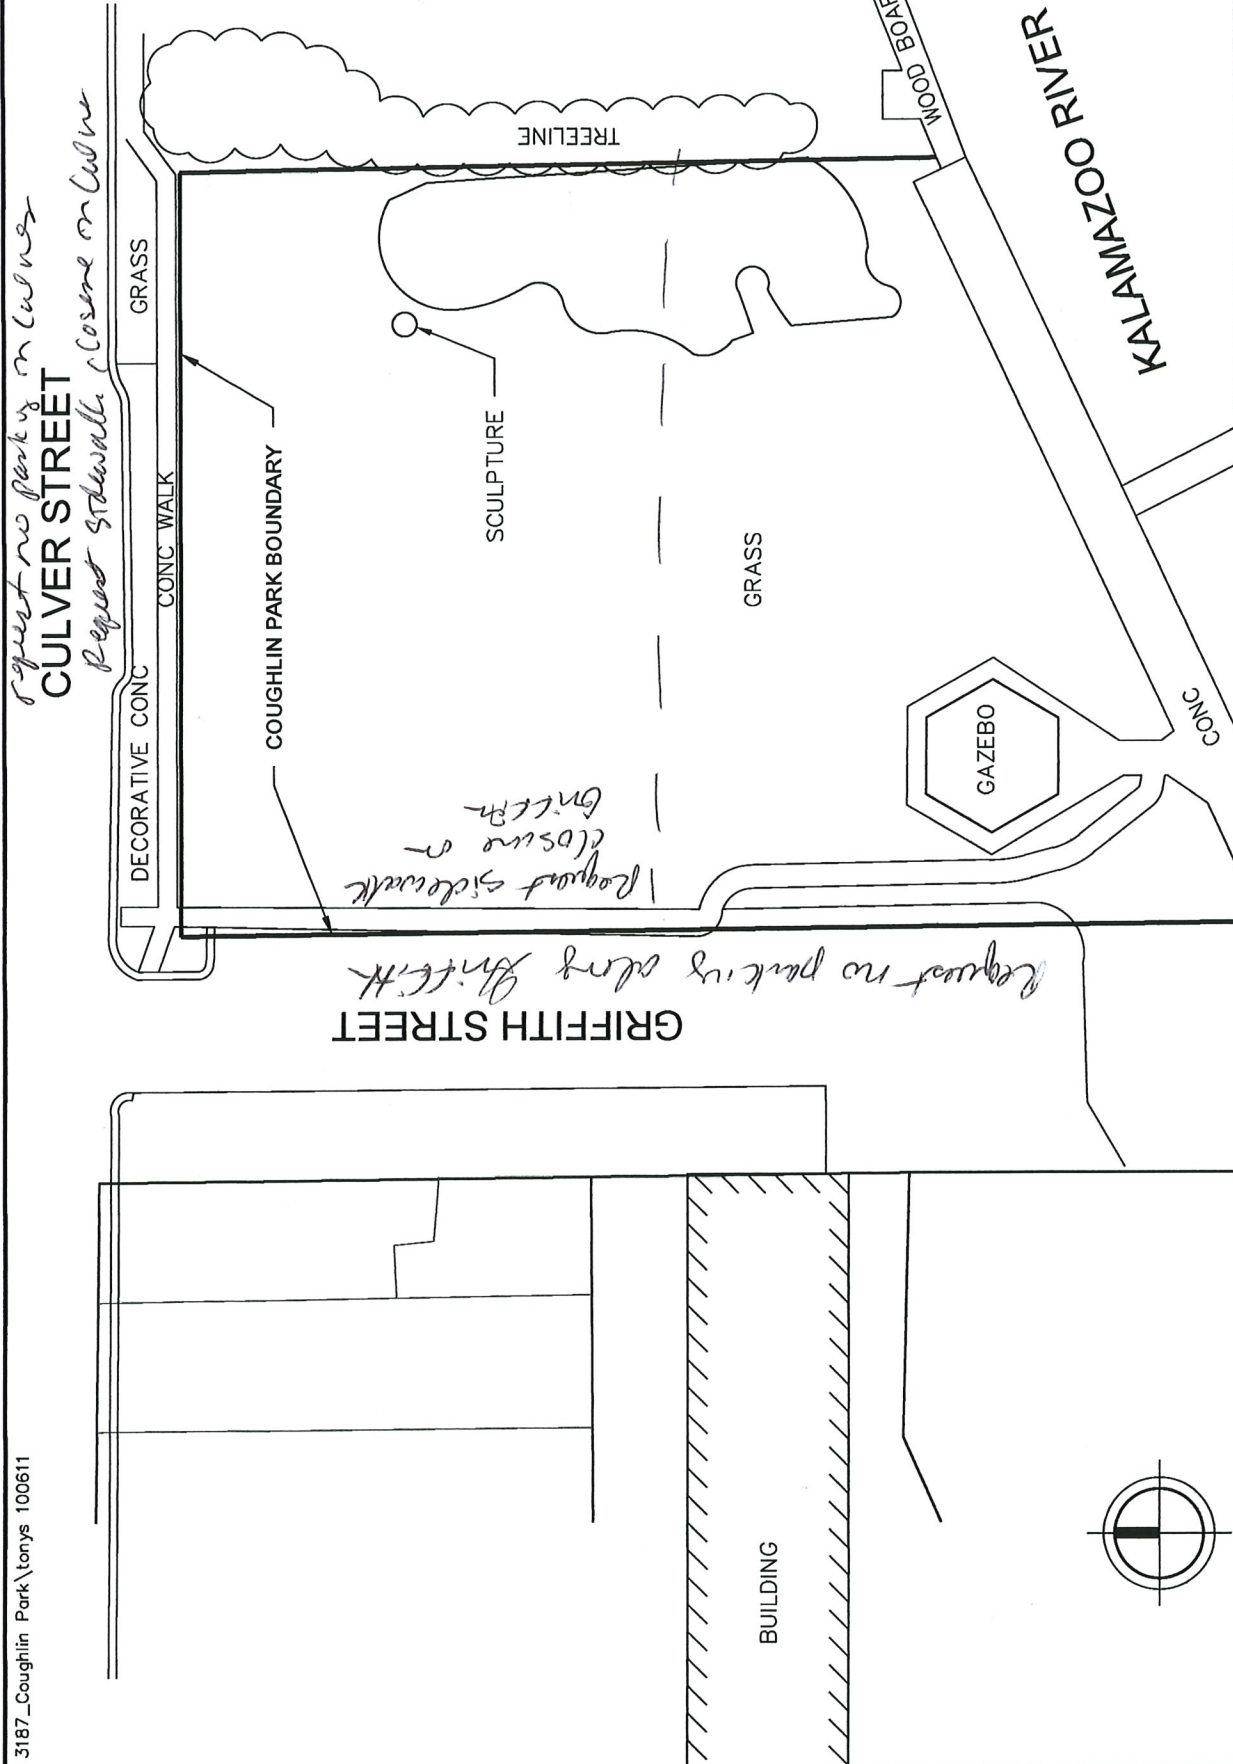 3187_Coughlin Park\tonys 100611
request no parking on Culver
CULVER STREET
Request sidewalk closure on Culver
GRASS
DECORATIVE CONC
CONC WALK
TREELINE
WOOD BOAR
KALAMAZOO RIVER
COUGHLIN PARK BOUNDARY
SCULPTURE
GRASS
GAZEBO
CONC
Request sidewalk
closure on
Griffith
Request no parking along Griffith
GRIFFITH STREET
BUILDING